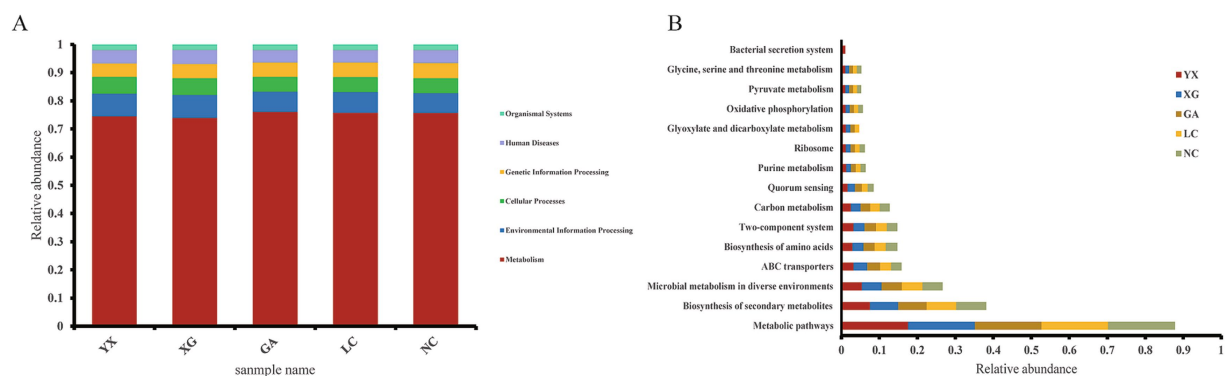 A
1
0.9
0.8
0.7
0.6
0.5
0.4
0.3
0.2
0.1
0
Relative abundance
YX
XG
GA
LC
NC
sanmple name
Organismal Systems
Human Diseases
Genetic Information Processing
Cellular Processes
Environmental Information Processing
Metabolism
B
Bacterial secretion system
Glycine, serine and threonine metabolism
Pyruvate metabolism
Oxidative phosphorylation
Glyoxylate and dicarboxylate metabolism
Ribosome
Purine metabolism
Quorum sensing
Carbon metabolism
Two-component system
Biosynthesis of amino acids
ABC transporters
Microbial metabolism in diverse environments
Biosynthesis of secondary metabolites
Metabolic pathways
0 0.1 0.2 0.3 0.4 0.5 0.6 0.7 0.8 0.9 1
Relative abundance
YX
XG
GA
LC
NC